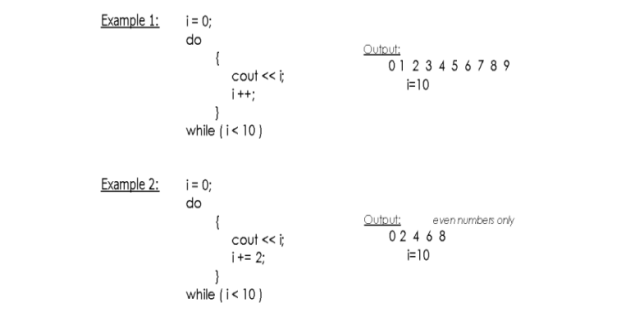 Example 1: i = 0;
do
{
cout << i;
i ++;
}
while ( i < 10 )
Output:
0 1 2 3 4 5 6 7 8 9
i=10
Example 2: i = 0;
do
{
cout << i;
i += 2;
}
while ( i < 10 )
Output: even numbers only
0 2 4 6 8
i=10